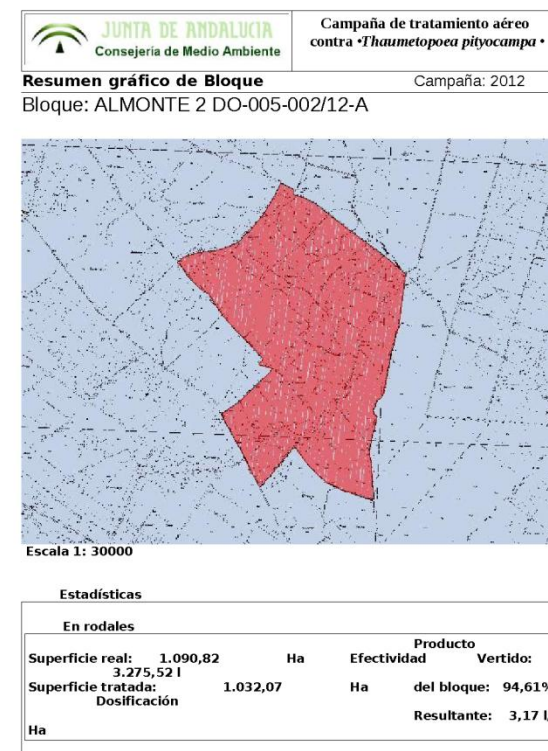 JUNTA DE ANDALUCIA
Consejería de Medio Ambiente
Campaña de tratamiento aéreo
contra •Thaumetopoea pityocampa •
Resumen gráfico de Bloque
Campaña: 2012
Bloque: ALMONTE 2 DO-005-002/12-A
Escala 1: 30000
Estadísticas
En rodales
Producto
Superficie real: 1.090,82 Ha Efectividad Vertido:
3.275,52 l
Superficie tratada: 1.032,07 Ha del bloque: 94,61%
Dosificación
Resultante: 3,17 l
Ha